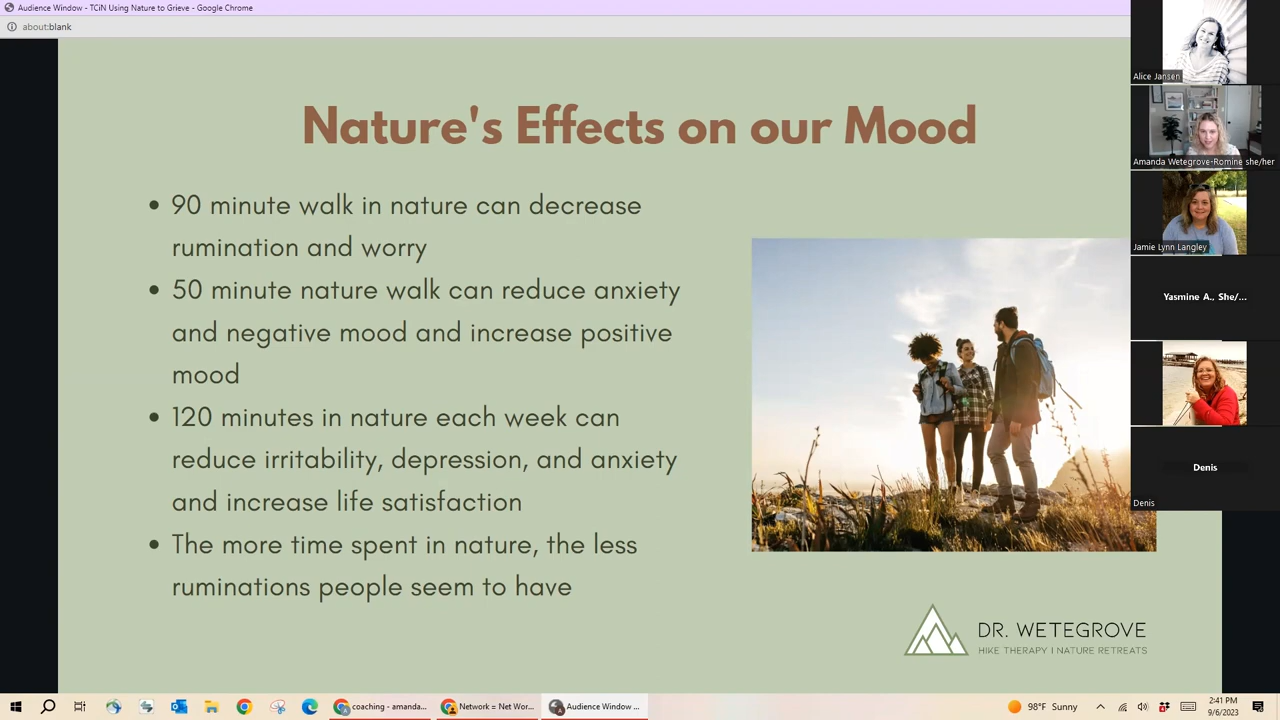 Audience Window - TCiN Using Nature to Grieve - Google Chrome
about:blank
Nature's Effects on our Mood
• 90 minute walk in nature can decrease
rumination and worry
• 50 minute nature walk can reduce anxiety
and negative mood and increase positive
mood
• 120 minutes in nature each week can
reduce irritability, depression, and anxiety
and increase life satisfaction
• The more time spent in nature, the less
ruminations people seem to have
DR. WETEGROVE
HIKE THERAPY | NATURE RETREATS
Alice Jansen
Amanda Wetegrove-Romine she/her
Jamie Lynn Langley
Yasmine A., She/...
Denis
Denis
coaching - amanda...
Network = Net Wor...
Audience Window ...
98°F Sunny
2:41 PM
9/6/2023